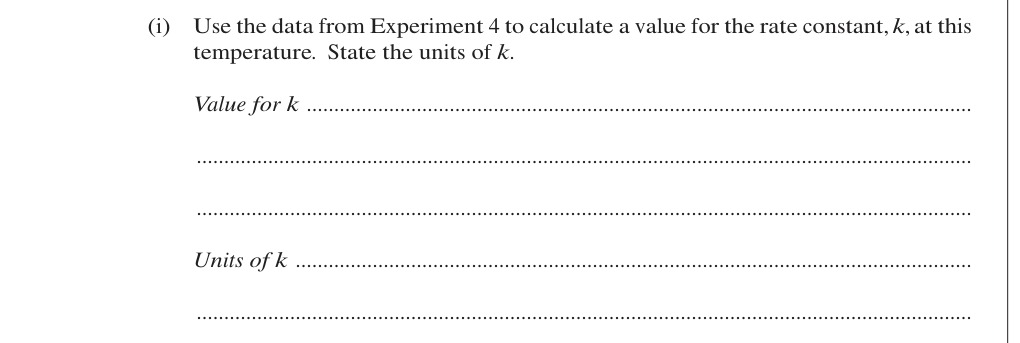 (i) Use the data from Experiment 4 to calculate a value for the rate constant, k, at this
temperature. State the units of k.
Value for k ................................................................................
................................................................................
................................................................................
Units of k ................................................................................
................................................................................